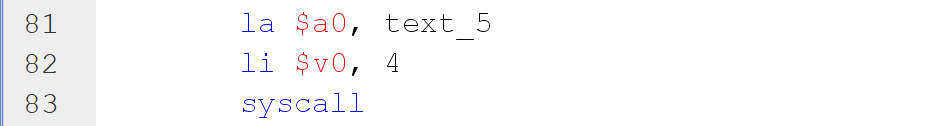 81 la $a0, text_5
82 li $v0, 4
83 syscall